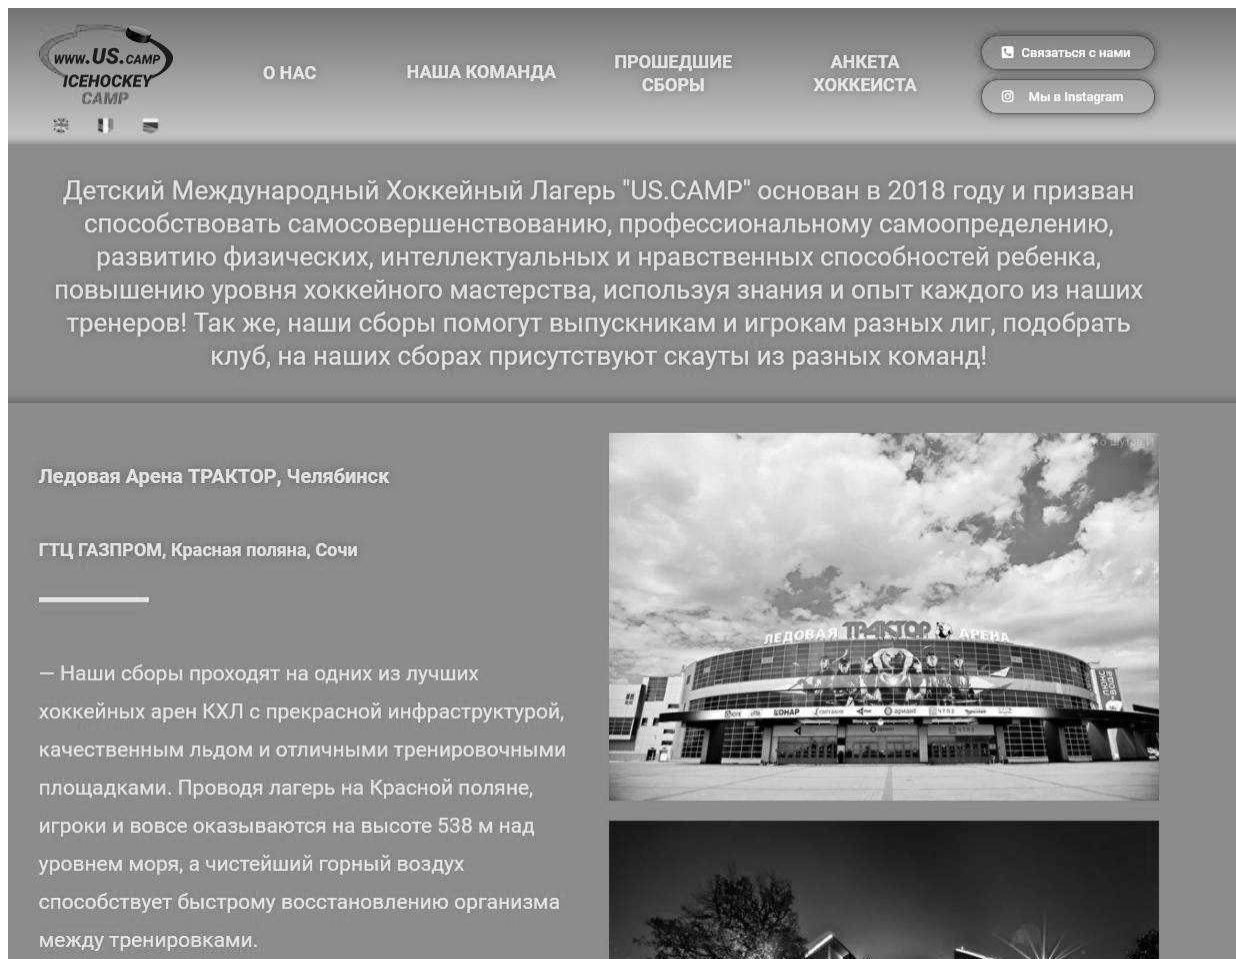 www.US.CAMP
ICEHOCKEY
CAMP
О НАС
НАША КОМАНДА
ПРОШЕДШИЕ
СБОРЫ
АНКЕТА
ХОККЕИСТА
Связаться с нами
Мы в Instagram
Детский Международный Хоккейный Лагерь "US.CAMP" основан в 2018 году и призван
способствовать самосовершенствованию, профессиональному самоопределению,
развитию физических, интеллектуальных и нравственных способностей ребенка,
повышению уровня хоккейного мастерства, используя знания и опыт каждого из наших
тренеров! Так же, наши сборы помогут выпускникам и игрокам разных лиг, подобрать
клуб, на наших сборах присутствуют скауты из разных команд!
Ледовая Арена ТРАКТОР, Челябинск
ГТЦ ГАЗПРОМ, Красная поляна, Сочи
— Наши сборы проходят на одних из лучших
хоккейных арен КХЛ с прекрасной инфраструктурой,
качественным льдом и отличными тренировочными
площадками. Проводя лагерь на Красной поляне,
игроки и вовсе оказываются на высоте 538 м над
уровнем моря, а чистейший горный воздух
способствует быстрому восстановлению организма
между тренировками.
ЛЕДОВАЯ ТРАКТОР АРЕНА
ЛЮКС
ВОДА
КОНАР
ариант
ЧТПЗ